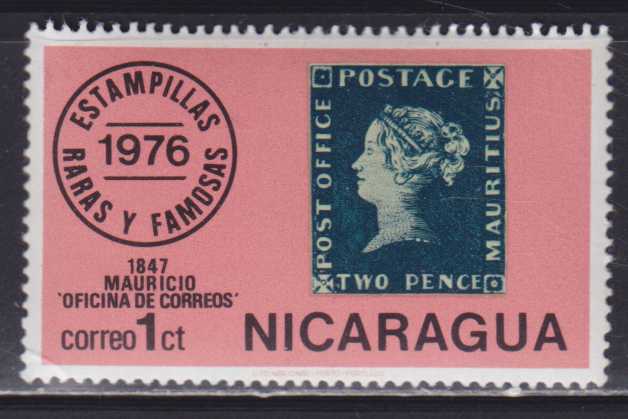 ESTAMPILLAS
1976
RARAS Y FAMOSAS
1847
MAURICIO
'OFICINA DE CORREOS'
correo 1 ct
POSTAGE
POST OFFICE
MAURITIUS
TWO PENCE
NICARAGUA